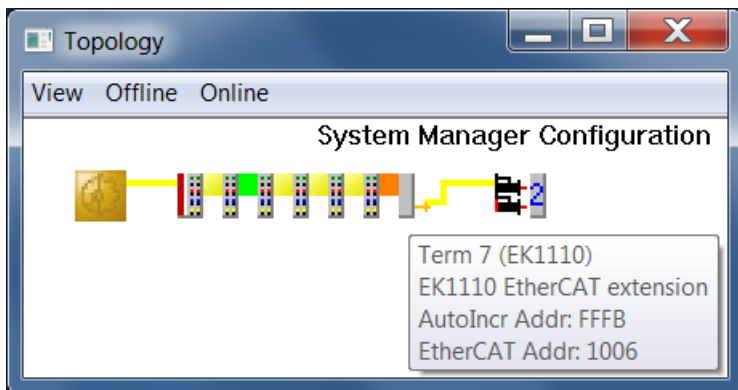 Topology
View Offline Online
System Manager Configuration
2
Term 7 (EK1110)
EK1110 EtherCAT extension
AutoIncr Addr: FFFB
EtherCAT Addr: 1006